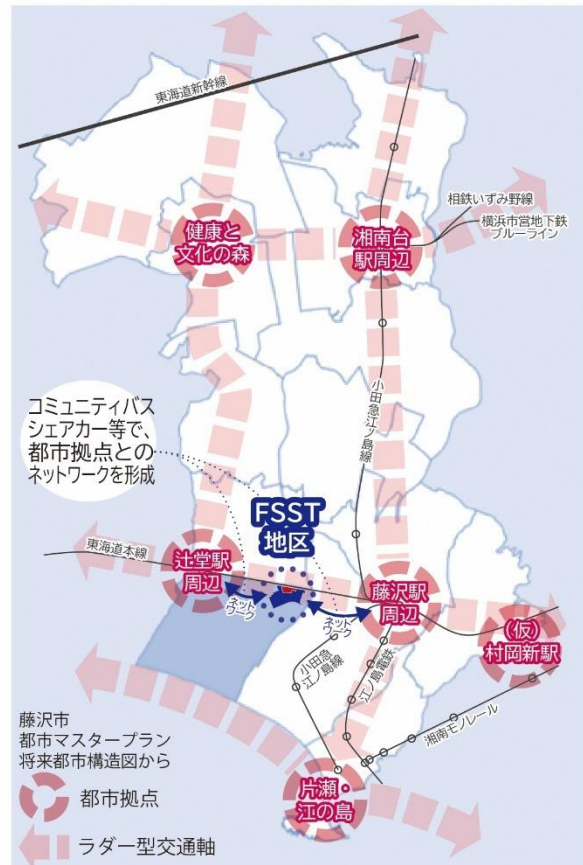 東海道新幹線
相鉄いずみ野線
横浜市営地下鉄
ブルーライン
健康と
文化の森
湘南台
駅周辺
小田急江ノ島線
コミュニティバス
シェアカー等で、
都市拠点との
ネットワークを形成
FSST
地区
東海道本線
辻堂駅
周辺
ネット
ワーク
ネット
ワーク
藤沢駅
周辺
(仮)
村岡新駅
小田急
江ノ島線
江ノ島電鉄
湘南モノレール
片瀬・
江の島
藤沢市
都市マスタープラン
将来都市構造図から
都市拠点
ラダー型交通軸